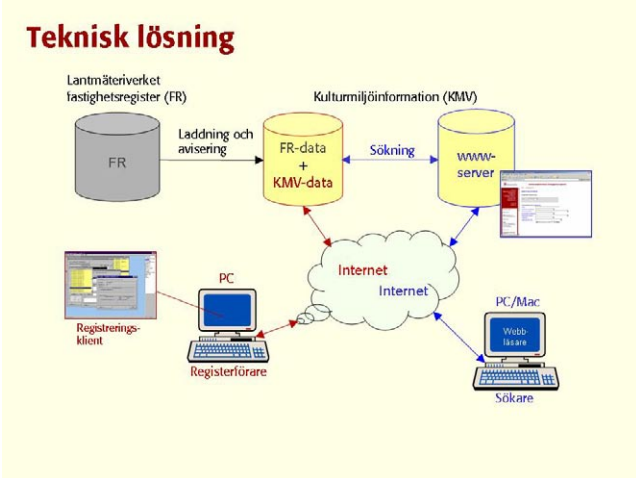 Teknisk lösning
Lantmäteriverket
fastighetsregister (FR)
Kulturmiljöinformation (KMV)
FR
Laddning och
avisering
FR-data
+
KMV-data
Sökning
www-
server
Internet
Internet
PC
Registrerings-
klient
Registerförare
PC/Mac
Webb-
läsare
Sökare